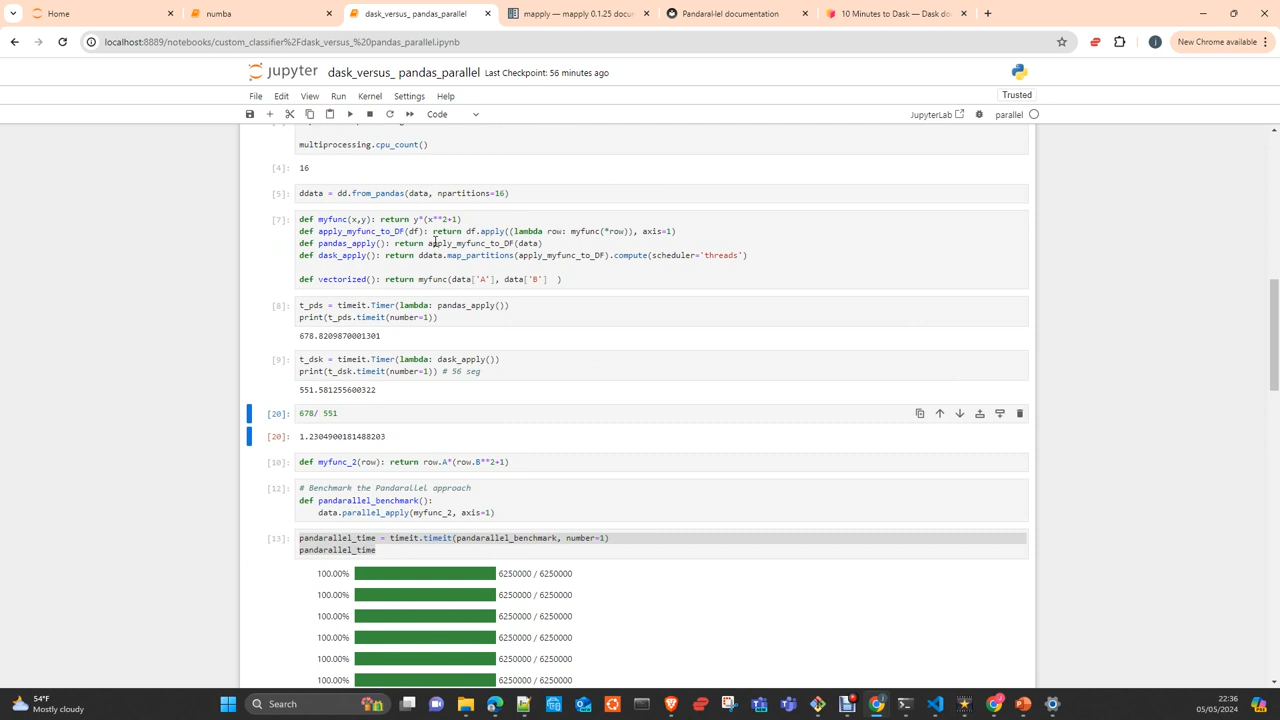 Home
numba
dask_versus_ pandas_parallel
mapply — mapply 0.1.25 docu
Pandaral·lel documentation
10 Minutes to Dask — Dask do
localhost:8889/notebooks/custom_classifier%2Fdask_versus_%20pandas_parallel.ipynb
New Chrome available
jupyter
dask_versus_ pandas_parallel Last Checkpoint: 56 minutes ago
File Edit View Run Kernel Settings Help
Trusted
Code
JupyterLab
parallel
multiprocessing.cpu_count()
[4]: 16
[5]: ddata = dd.from_pandas(data, npartitions=16)
[7]: def myfunc(x,y): return y*(x**2+1)
def apply_myfunc_to_DF(df): return df.apply((lambda row: myfunc(*row)), axis=1)
def pandas_apply(): return apply_myfunc_to_DF(data)
def dask_apply(): return ddata.map_partitions(apply_myfunc_to_DF).compute(scheduler='threads')
def vectorized(): return myfunc(data['A'], data['B'] )
[8]: t_pds = timeit.Timer(lambda: pandas_apply())
print(t_pds.timeit(number=1))
678.8209870001301
[9]: t_dsk = timeit.Timer(lambda: dask_apply())
print(t_dsk.timeit(number=1)) # 56 seg
551.581255600322
[20]: 678/ 551
[20]: 1.2304900181488203
[10]: def myfunc_2(row): return row.A*(row.B**2+1)
[12]: # Benchmark the Pandarallel approach
def pandarallel_benchmark():
data.parallel_apply(myfunc_2, axis=1)
[13]: pandarallel_time = timeit.timeit(pandarallel_benchmark, number=1)
pandarallel_time
100.00% 6250000 / 6250000
100.00% 6250000 / 6250000
100.00% 6250000 / 6250000
100.00% 6250000 / 6250000
100.00% 6250000 / 6250000
100.00% 6250000 / 6250000
54°F
Mostly cloudy
Search
22:36
05/05/2024